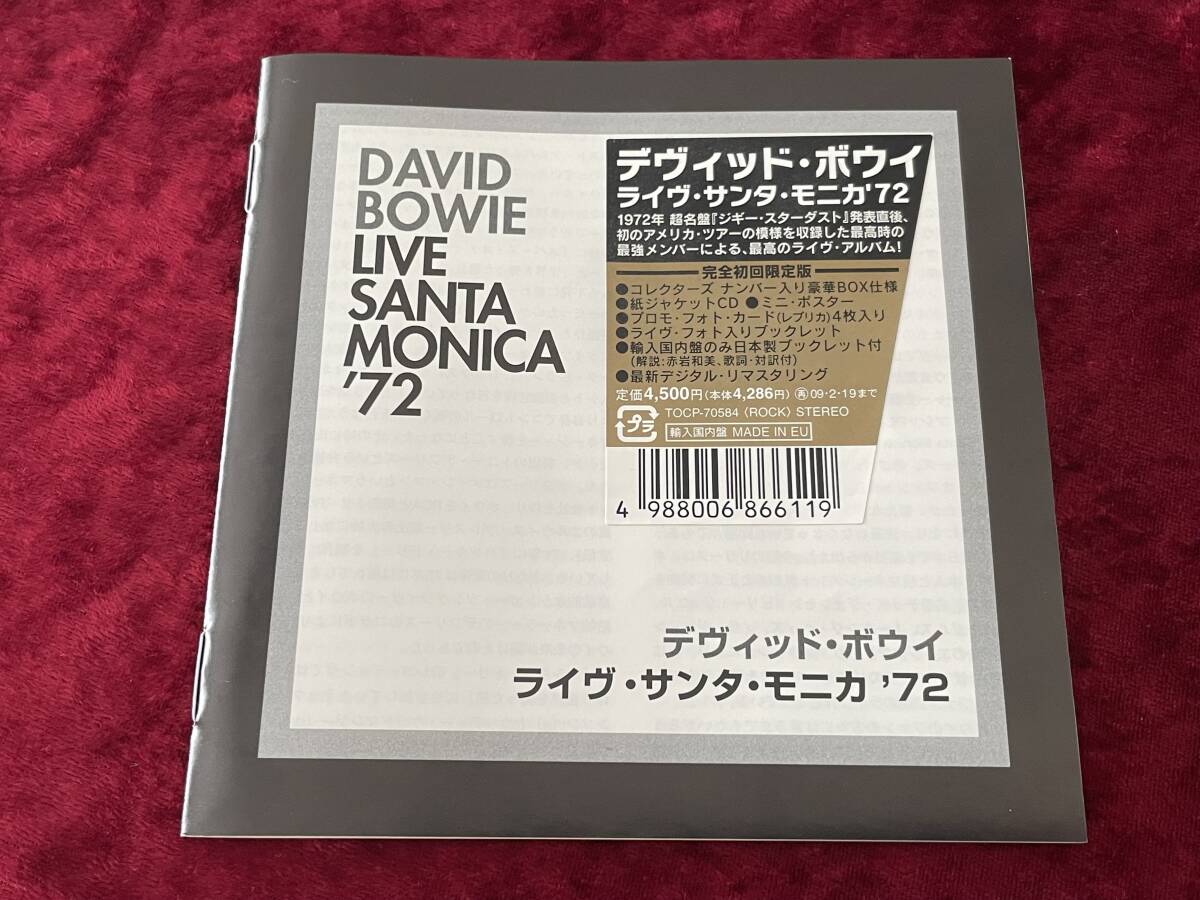 DAVID
BOWIE
LIVE
SANTA
MONICA
'72
デヴィッド・ボウイ
ライヴ・サンタ・モニカ'72
1972年 超名盤『ジギー・スターダスト』発表直後、
初のアメリカ・ツアーの模様を収録した最高時の
最強メンバーによる、最高のライヴ・アルバム!
完全初回限定版
●コレクターズ ナンバー入り豪華BOX仕様
●紙ジャケットCD ●ミニ・ポスター
●プロモ・フォト・カード(レプリカ)4枚入り
●ライヴ・フォト入りブックレット
●輸入国内盤のみ日本製ブックレット付
(解説:赤岩和美、歌詞・対訳付)
●最新デジタル・リマスタリング
定価4,500円(本体4,286円) 再 09・2・19まで
プラ TOCP-70584 〈ROCK〉 STEREO
輸入国内盤 MADE IN EU
4 988006 866119
デヴィッド・ボウイ
ライヴ・サンタ・モニカ '72